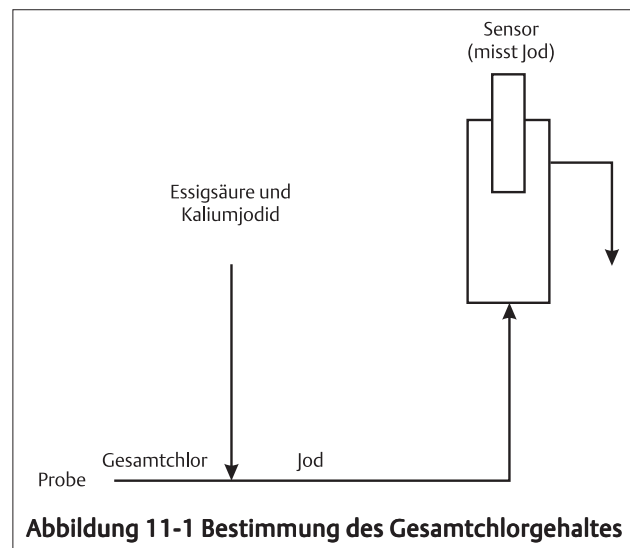 Sensor
(misst Jod)
Essigsäure und
Kaliumjodid
Gesamtchlor
Jod
Probe
Abbildung 11-1 Bestimmung des Gesamtchlorgehaltes